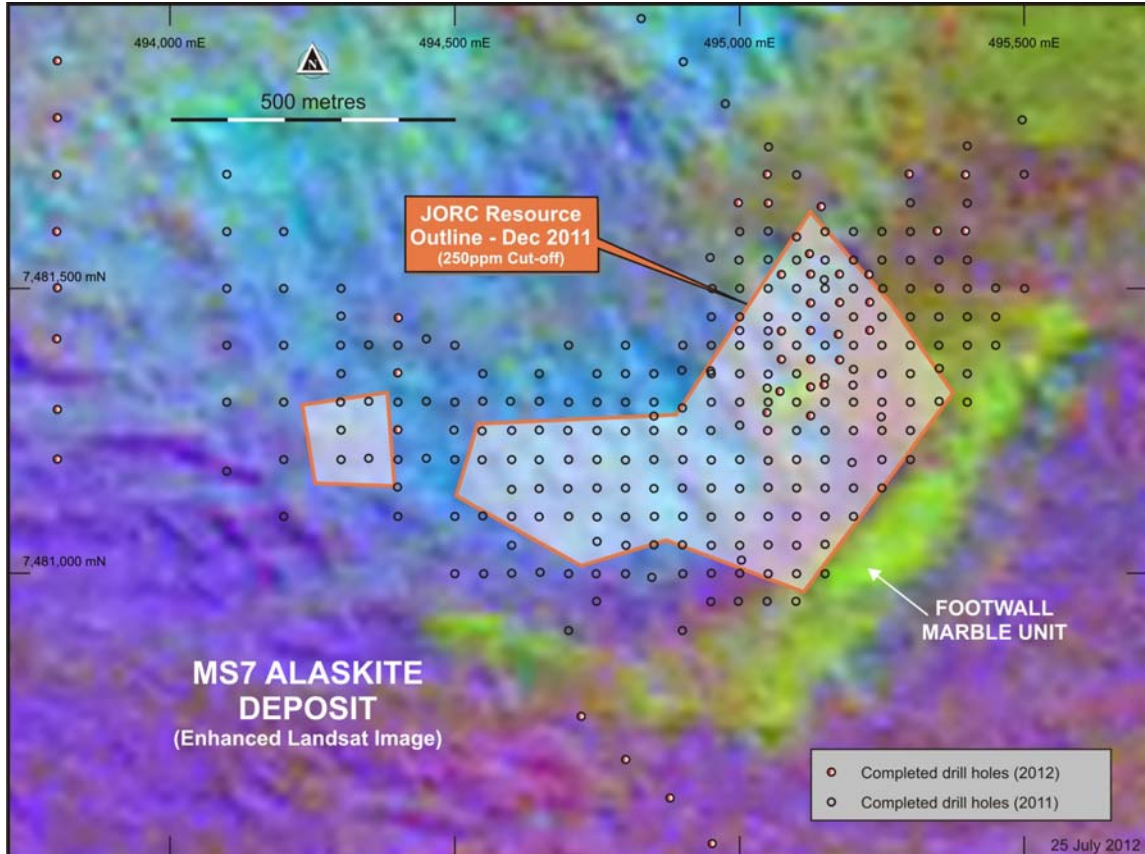 494,000 mE
494,500 mE
495,000 mE
495,500 mE
N
500 metres
JORC Resource
Outline - Dec 2011
(250ppm Cut-off)
7,481,500 mN
7,481,000 mN
FOOTWALL
MARBLE UNIT
MS7 ALASKITE
DEPOSIT
(Enhanced Landsat Image)
Completed drill holes (2012)
Completed drill holes (2011)
25 July 2012